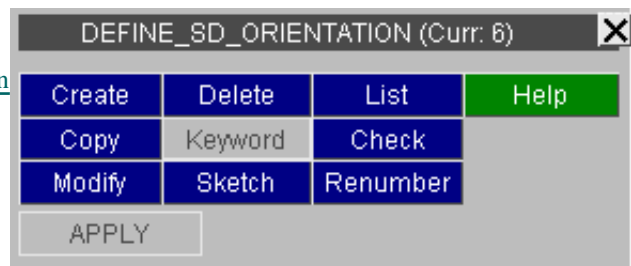 DEFINE_SD_ORIENTATION (Curr: 6)
Create Delete List Help
Copy Keyword Check
Modify Sketch Renumber
APPLY